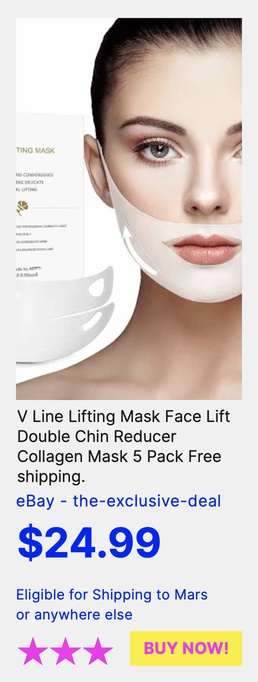 TING MASK
V Line Lifting Mask Face Lift
Double Chin Reducer
Collagen Mask 5 Pack Free
shipping.
eBay - the-exclusive-deal
$24.99
Eligible for Shipping to Mars
or anywhere else
BUY NOW!